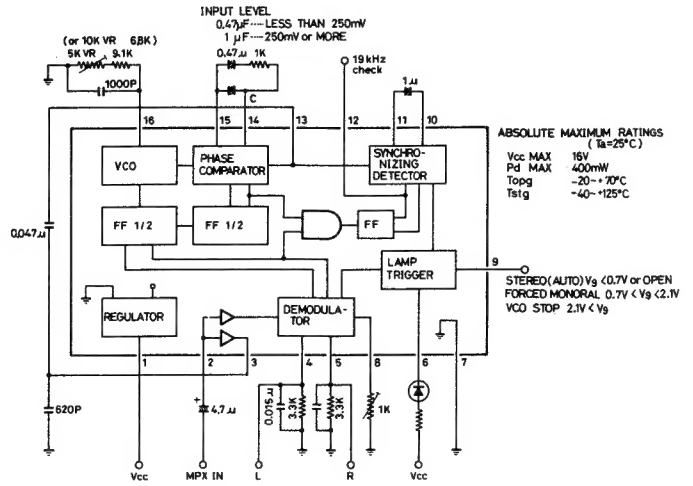 INPUT LEVEL
0.47µF----LESS THAN 250mV
1 µF----250mV or MORE
(or 10K VR 6.8K)
5K VR 9.1K
0.47µ 1K
19kHz
check
1µ
1000P
C
16 15 14 13 12 11 10
ABSOLUTE MAXIMUM RATINGS
(Ta=25°C)
Vcc MAX 16V
Pd MAX 400mW
Topg -20~+70°C
Tstg -40~+125°C
VCO
PHASE
COMPARATOR
SYNCHRO-
NIZING
DETECTOR
FF 1/2
FF 1/2
FF
0.047µ
LAMP
TRIGGER
9
STEREO(AUTO) V9<0.7V or OPEN
FORCED MONORAL 0.7V<V9<2.1V
VCO STOP 2.1V<V9
REGULATOR
DEMODULA-
TOR
1 2 3 4 5 8 6 7
620P
4.7µ
0.015µ
3.3K
3.3K
1K
Vcc MPX IN L R Vcc